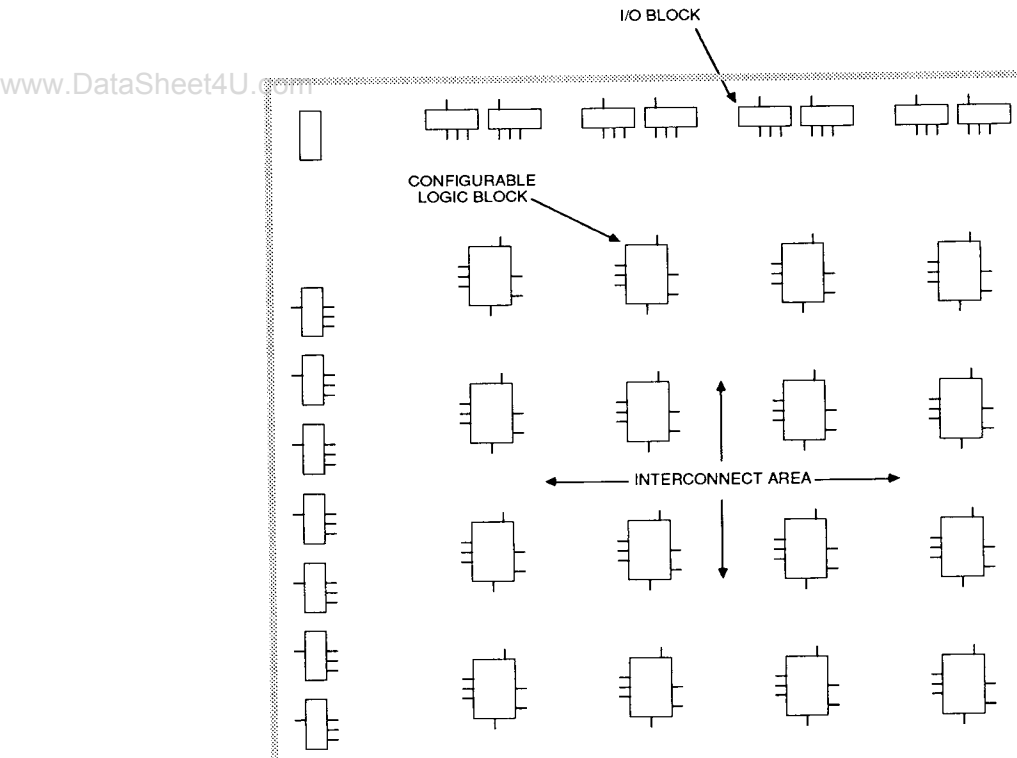 I/O BLOCK
www.DataSheet4U.com
CONFIGURABLE
LOGIC BLOCK
INTERCONNECT AREA